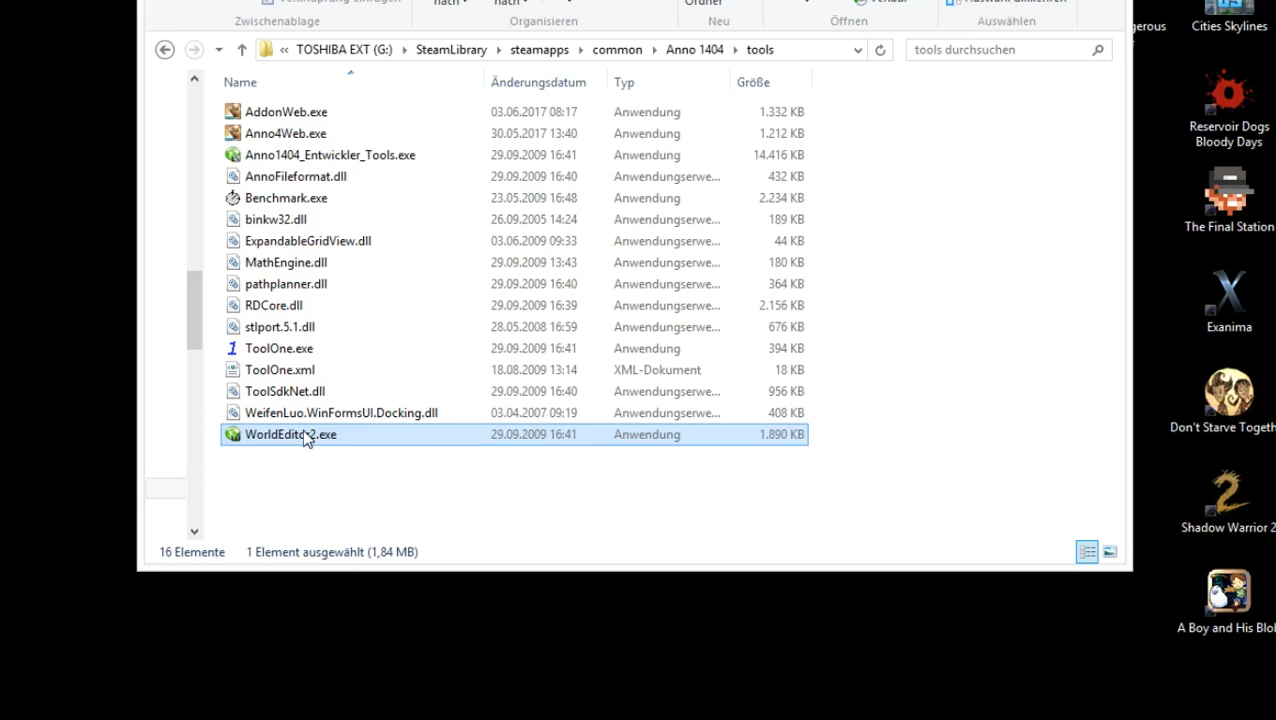 nach
nach
Ordner
Zwischenablage
Organisieren
Neu
Öffnen
Auswählen
« TOSHIBA EXT (G:) SteamLibrary steamapps common Anno 1404 tools
tools durchsuchen
Name Änderungsdatum Typ Größe
AddonWeb.exe 03.06.2017 08:17 Anwendung 1.332 KB
Anno4Web.exe 30.05.2017 13:40 Anwendung 1.212 KB
Anno1404_Entwickler_Tools.exe 29.09.2009 16:41 Anwendung 14.416 KB
AnnoFileformat.dll 29.09.2009 16:40 Anwendungserwe... 432 KB
Benchmark.exe 23.05.2009 16:48 Anwendung 2.234 KB
binkw32.dll 26.09.2005 14:24 Anwendungserwe... 189 KB
ExpandableGridView.dll 03.06.2009 09:33 Anwendungserwe... 44 KB
MathEngine.dll 29.09.2009 13:43 Anwendungserwe... 180 KB
pathplanner.dll 29.09.2009 16:40 Anwendungserwe... 364 KB
RDCore.dll 29.09.2009 16:39 Anwendungserwe... 2.156 KB
stlport.5.1.dll 28.05.2008 16:59 Anwendungserwe... 676 KB
ToolOne.exe 29.09.2009 16:41 Anwendung 394 KB
ToolOne.xml 18.08.2009 13:14 XML-Dokument 18 KB
ToolSdkNet.dll 29.09.2009 16:40 Anwendungserwe... 956 KB
WeifenLuo.WinFormsUI.Docking.dll 03.04.2007 09:19 Anwendungserwe... 408 KB
29.09.2009 16:41 Anwendung 1.890 KB
16 Elemente 1 Element ausgewählt (1,84 MB)
gerous
Cities Skylines
Reservoir Dogs
Bloody Days
The Final Station
Exanima
Don't Starve Togeth
Shadow Warrior 2
A Boy and His Blo